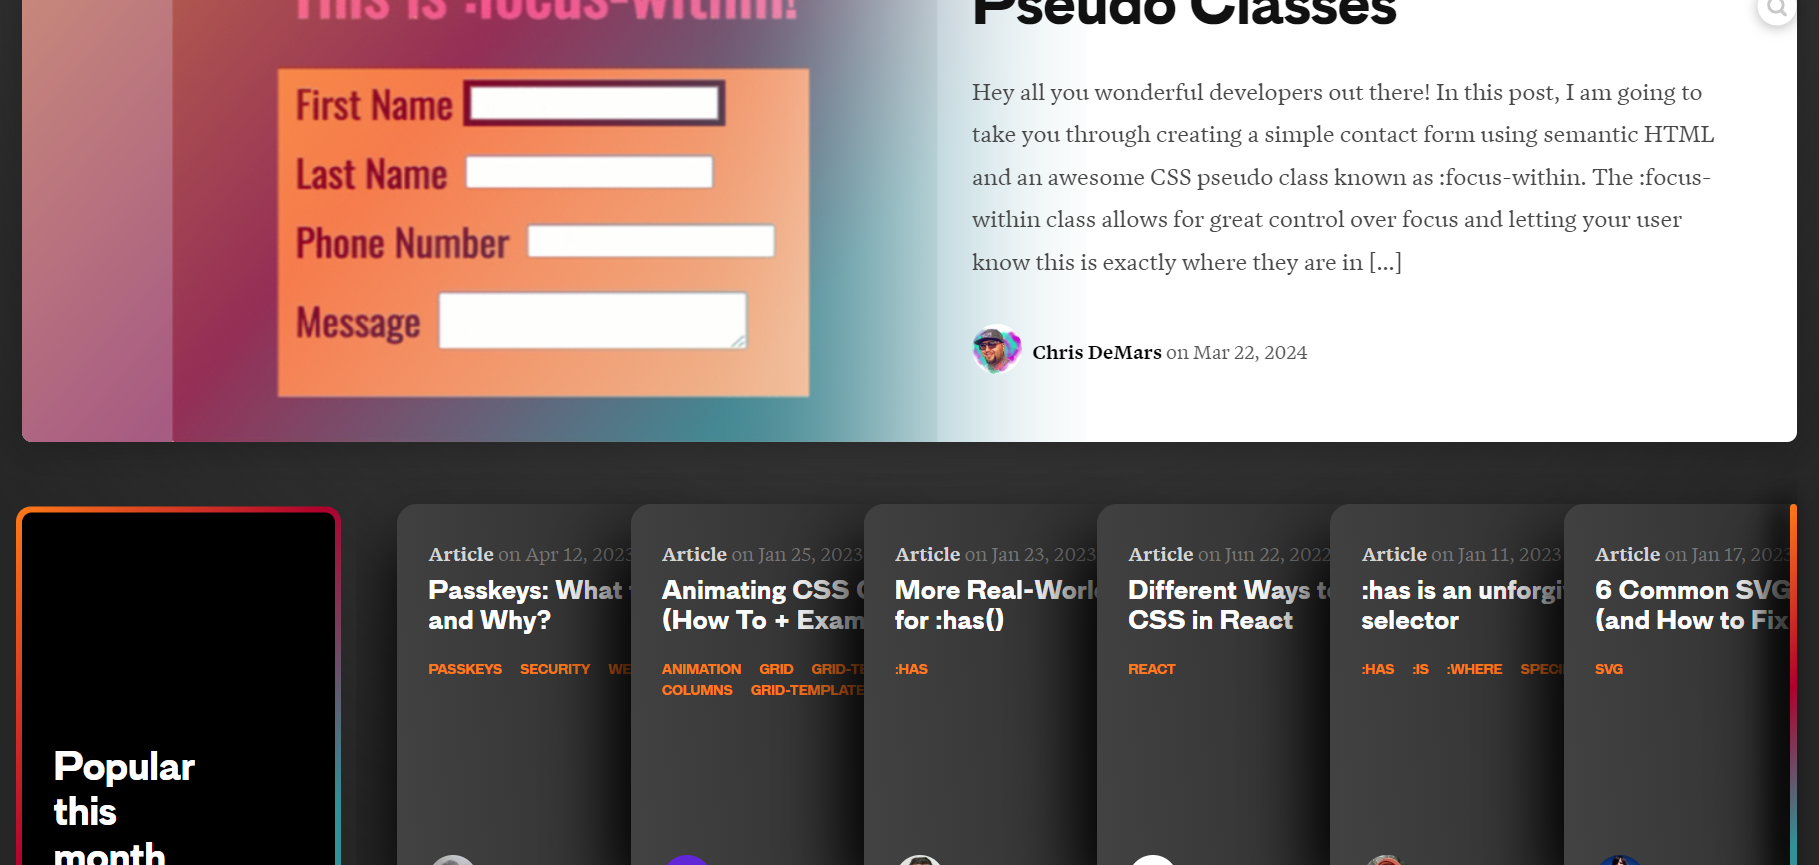 This is :focus-within!
Pseudo Classes
First Name
Last Name
Phone Number
Message
Hey all you wonderful developers out there! In this post, I am going to
take you through creating a simple contact form using semantic HTML
and an awesome CSS pseudo class known as :focus-within. The :focus-
within class allows for great control over focus and letting your user
know this is exactly where they are in [...]
Chris DeMars on Mar 22, 2024
Popular
this
month
Article on Apr 12, 2023
Passkeys: What
and Why?
PASSKEYS SECURITY
Article on Jan 25, 2023
Animating CSS
(How To + Exam
ANIMATION GRID GRID-TE
COLUMNS GRID-TEMPLATE
Article on Jan 23, 2023
More Real-World
for :has()
:HAS
Article on Jun 22, 2022
Different Ways to
CSS in React
REACT
Article on Jan 11, 2023
:has is an unforgi
selector
:HAS :IS :WHERE SPECI
Article on Jan 17, 2023
6 Common SVG
(and How to Fix
SVG